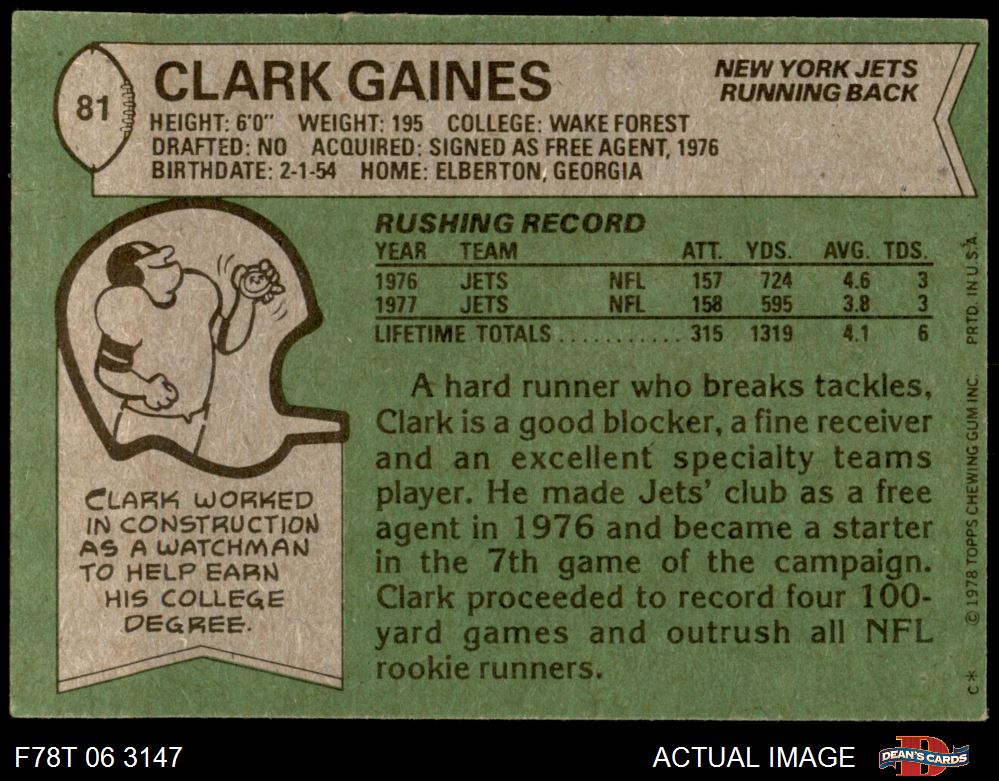 81
CLARK GAINES
NEW YORK JETS
RUNNING BACK
HEIGHT: 6'0" WEIGHT: 195 COLLEGE: WAKE FOREST
DRAFTED: NO ACQUIRED: SIGNED AS FREE AGENT, 1976
BIRTHDATE: 2-1-54 HOME: ELBERTON, GEORGIA
RUSHING RECORD
YEAR TEAM ATT. YDS. AVG. TDS.
1976 JETS NFL 157 724 4.6 3
1977 JETS NFL 158 595 3.8 3
LIFETIME TOTALS........... 315 1319 4.1 6
A hard runner who breaks tackles,
Clark is a good blocker, a fine receiver
and an excellent specialty teams
player. He made Jets' club as a free
agent in 1976 and became a starter
in the 7th game of the campaign.
Clark proceeded to record four 100-
yard games and outrush all NFL
rookie runners.
CLARK WORKED
IN CONSTRUCTION
AS A WATCHMAN
TO HELP EARN
HIS COLLEGE
DEGREE.
C* © 1978 TOPPS CHEWING GUM INC. PRTD. IN U.S.A.
F78T 06 3147
ACTUAL IMAGE
DEAN'S CARDS